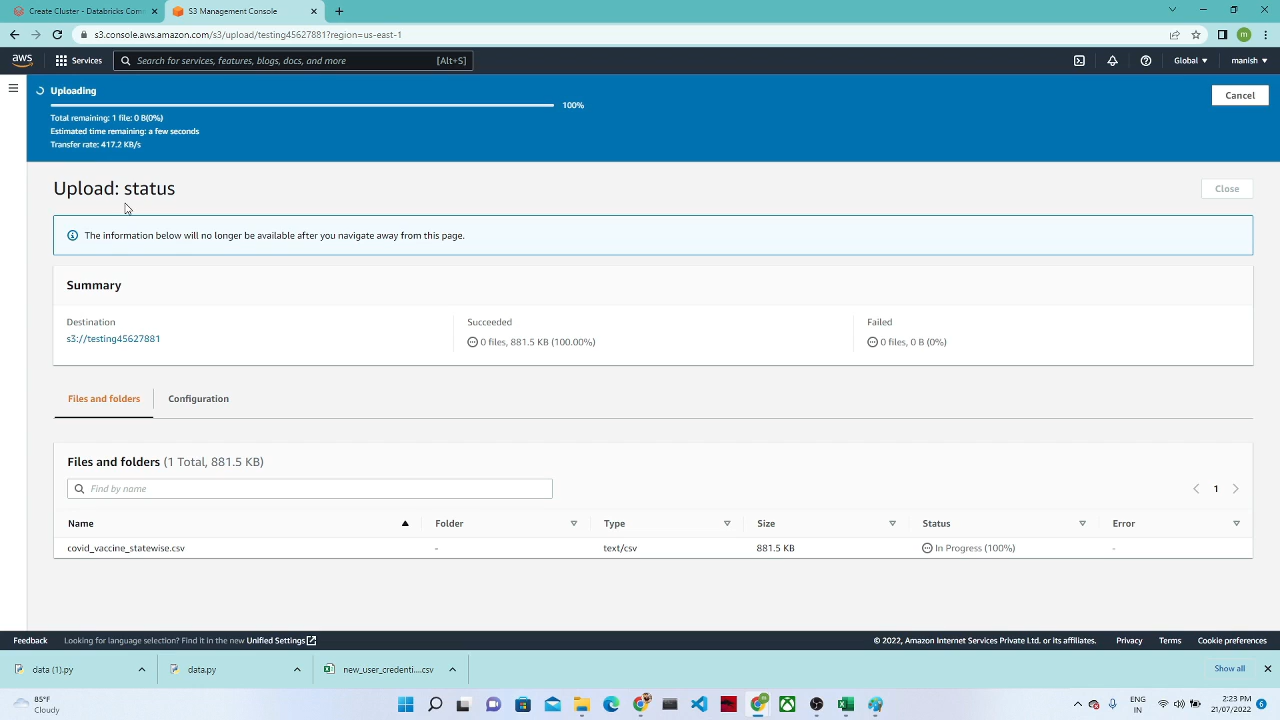 Create Cluster - Databricks Com
S3 Management Console
s3.console.aws.amazon.com/s3/upload/testing45627881?region=us-east-1
m
aws
Services
Search for services, features, blogs, docs, and more
[Alt+S]
Global
manish
Uploading
100%
Cancel
Total remaining: 1 file: 0 B(0%)
Estimated time remaining: a few seconds
Transfer rate: 417.2 KB/s
Upload: status
Close
The information below will no longer be available after you navigate away from this page.
Summary
Destination
Succeeded
Failed
s3://testing45627881
0 files, 881.5 KB (100.00%)
0 files, 0 B (0%)
Files and folders
Configuration
Files and folders (1 Total, 881.5 KB)
Find by name
1
Name
Folder
Type
Size
Status
Error
covid_vaccine_statewise.csv
-
text/csv
881.5 KB
In Progress (100%)
-
Feedback
Looking for language selection? Find it in the new Unified Settings
© 2022, Amazon Internet Services Private Ltd. or its affiliates.
Privacy
Terms
Cookie preferences
data (1).py
data.py
new_user_credenti....csv
Show all
85°F
Cloudy
ENG
IN
2:23 PM
21/07/2022